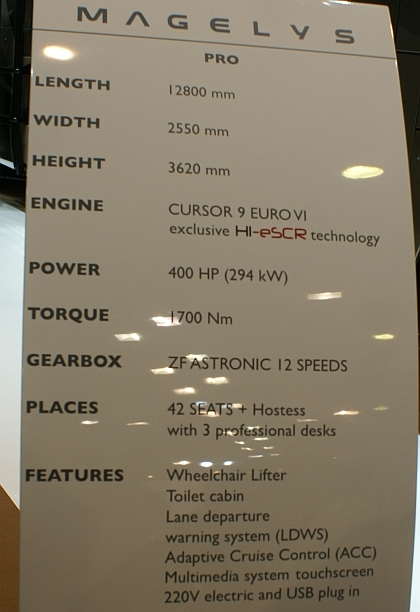 MAGELYS
PRO
LENGTH 12800 mm
WIDTH 2550 mm
HEIGHT 3620 mm
ENGINE CURSOR 9 EURO VI
exclusive HI-eSCR technology
POWER 400 HP (294 kW)
TORQUE 1700 Nm
GEARBOX ZF ASTRONIC 12 SPEEDS
PLACES 42 SEATS + Hostess
with 3 professional desks
FEATURES Wheelchair Lifter
Toilet cabin
Lane departure
warning system (LDWS)
Adaptive Cruise Control (ACC)
Multimedia system touchscreen
220V electric and USB plug in